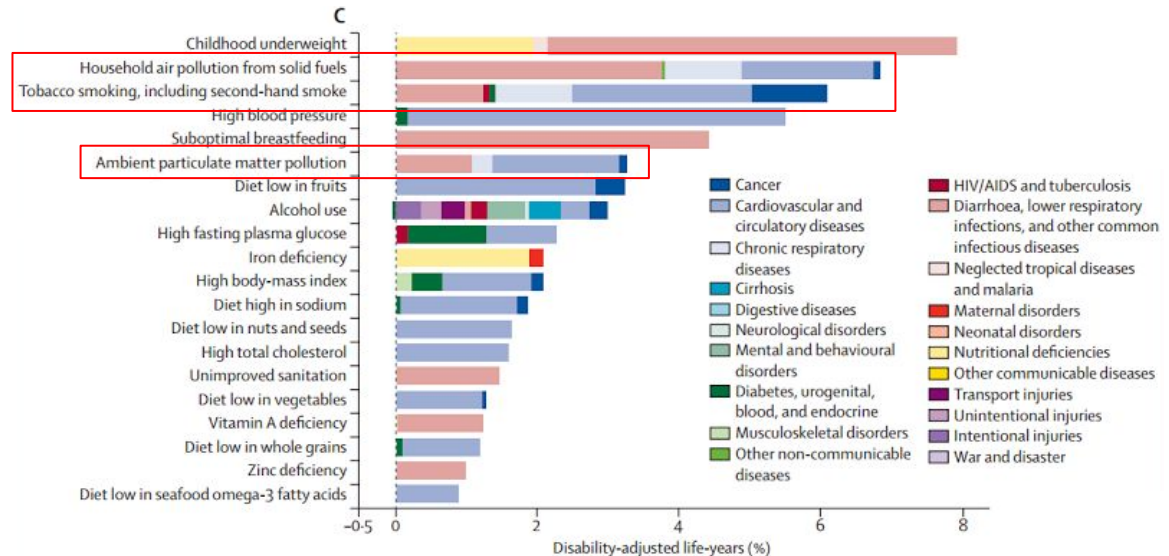 C
Childhood underweight
Household air pollution from solid fuels
Tobacco smoking, including second-hand smoke
High blood pressure
Suboptimal breastfeeding
Ambient particulate matter pollution
Diet low in fruits
Alcohol use
High fasting plasma glucose
Iron deficiency
High body-mass index
Diet high in sodium
Diet low in nuts and seeds
High total cholesterol
Unimproved sanitation
Diet low in vegetables
Vitamin A deficiency
Diet low in whole grains
Zinc deficiency
Diet low in seafood omega-3 fatty acids
Cancer
Cardiovascular and
circulatory diseases
Chronic respiratory
diseases
Cirrhosis
Digestive diseases
Neurological disorders
Mental and behavioural
disorders
Diabetes, urogenital,
blood, and endocrine
Musculoskeletal disorders
Other non-communicable
diseases
HIV/AIDS and tuberculosis
Diarrhoea, lower respiratory
infections, and other common
infectious diseases
Neglected tropical diseases
and malaria
Maternal disorders
Neonatal disorders
Nutritional deficiencies
Other communicable diseases
Transport injuries
Unintentional injuries
Intentional injuries
War and disaster
–0·5 0 2 4 6 8
Disability-adjusted life-years (%)